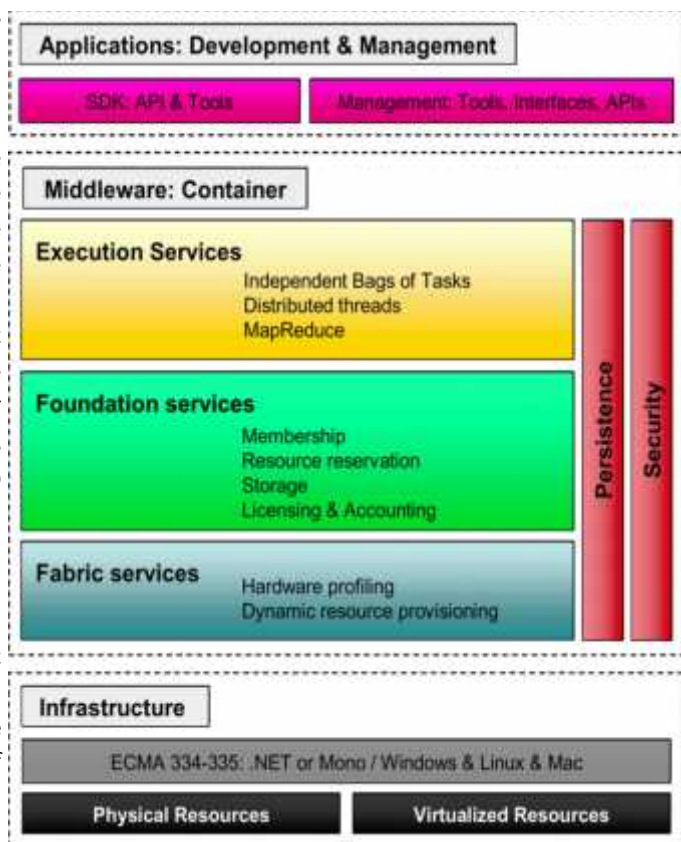 Applications: Development & Management
SDK: API & Tools
Management: Tools, Interfaces, APIs
Middleware: Container
Execution Services
Independent Bags of Tasks
Distributed threads
MapReduce
Foundation services
Membership
Resource reservation
Storage
Licensing & Accounting
Fabric services
Hardware profiling
Dynamic resource provisioning
Persistence
Security
Infrastructure
ECMA 334-335: .NET or Mono / Windows & Linux & Mac
Physical Resources
Virtualized Resources